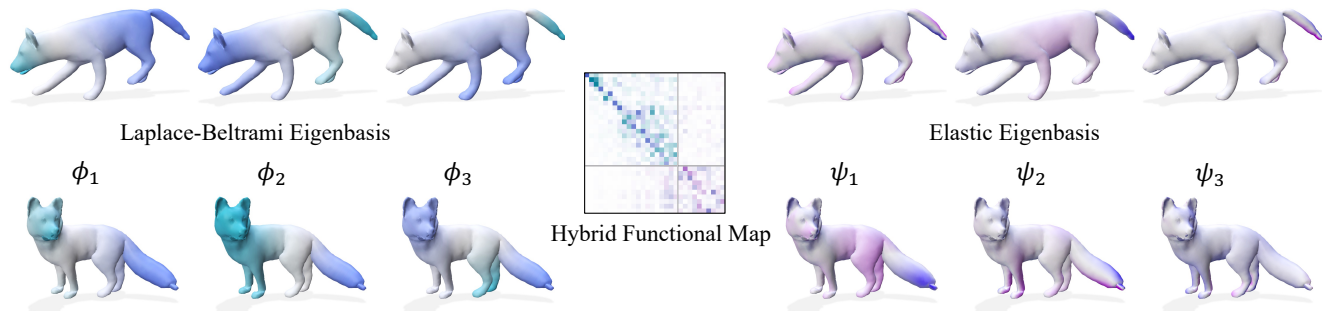 Laplace-Beltrami Eigenbasis
Elastic Eigenbasis
ϕ₁ ϕ₂ ϕ₃
ψ₁ ψ₂ ψ₃
Hybrid Functional Map